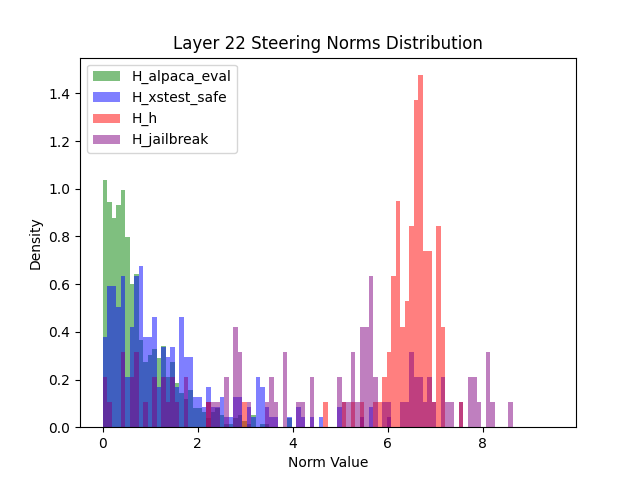 Layer 22 Steering Norms Distribution
H_alpaca_eval
H_xstest_safe
H_h
H_jailbreak
Density
1.4
1.2
1.0
0.8
0.6
0.4
0.2
0.0
0 2 4 6 8
Norm Value